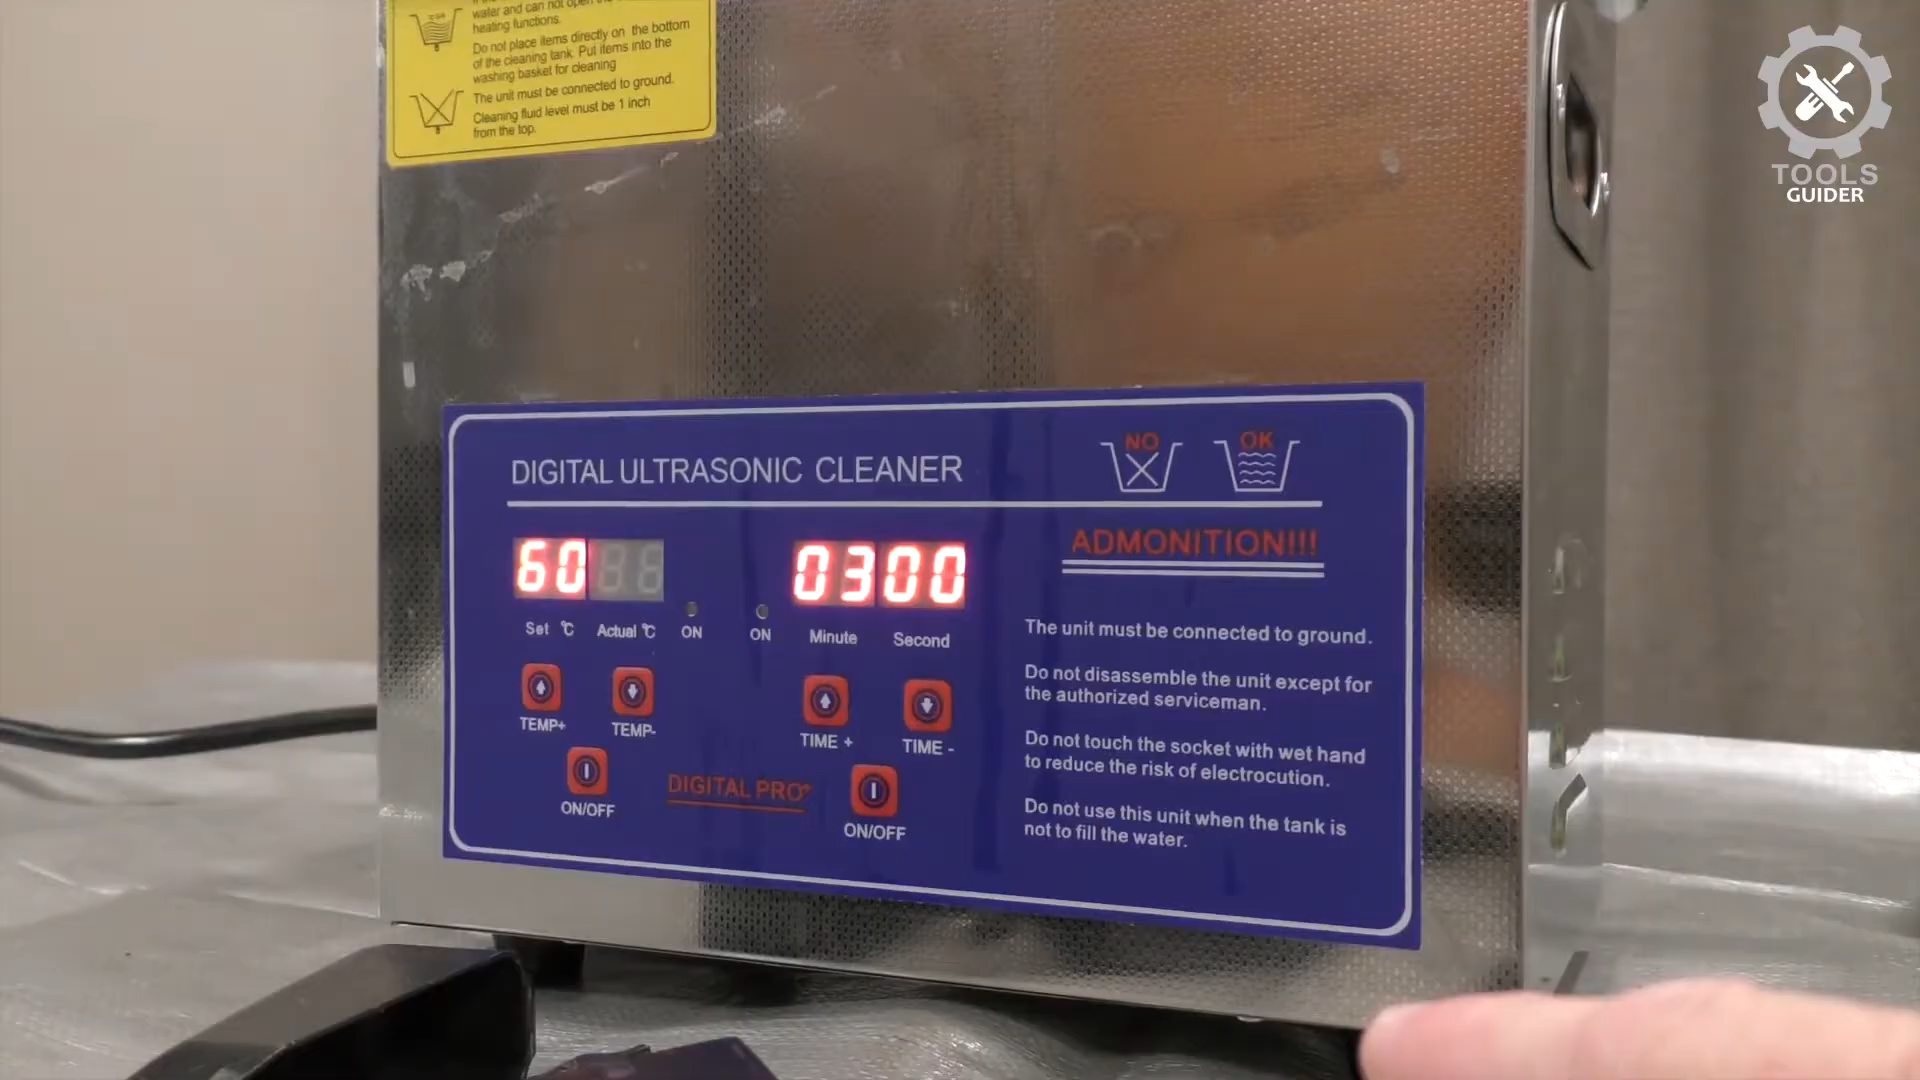 water and can not open the
heating functions.
Do not place items directly on the bottom
of the cleaning tank. Put items into the
washing basket for cleaning
The unit must be connected to ground.
Cleaning fluid level must be 1 inch
from the top.
TOOLS
GUIDER
DIGITAL ULTRASONIC CLEANER
NO OK
ADMONITION!!!
60
0300
Set °C Actual °C ON ON Minute Second
TEMP+ TEMP- TIME + TIME -
ON/OFF DIGITAL PRO+ ON/OFF
The unit must be connected to ground.
Do not disassemble the unit except for
the authorized serviceman.
Do not touch the socket with wet hand
to reduce the risk of electrocution.
Do not use this unit when the tank is
not to fill the water.